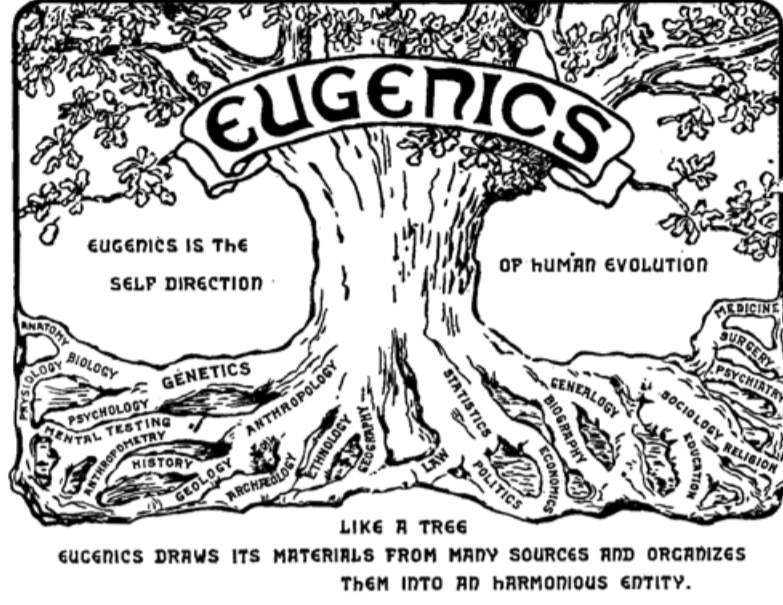 EUGENICS
EUGENICS IS THE
SELF DIRECTION
OF HUMAN EVOLUTION
ANATOMY
BIOLOGY
PHYSIOLOGY
GENETICS
PSYCHOLOGY
MENTAL TESTING
ANTHROPOMETRY
HISTORY
GEOLOGY
ANTHROPOLOGY
ARCHÆOLOGY
ETHNOLOGY
GEOGRAPHY
LAW
STATISTICS
POLITICS
ECONOMICS
GENEALOGY
BIOGRAPHY
SOCIOLOGY
EDUCATION
RELIGION
PSYCHIATR
SURGERY
MEDICINE
LIKE A TREE
EUGENICS DRAWS ITS MATERIALS FROM MANY SOURCES AND ORGANIZES
THEM INTO AN HARMONIOUS ENTITY.